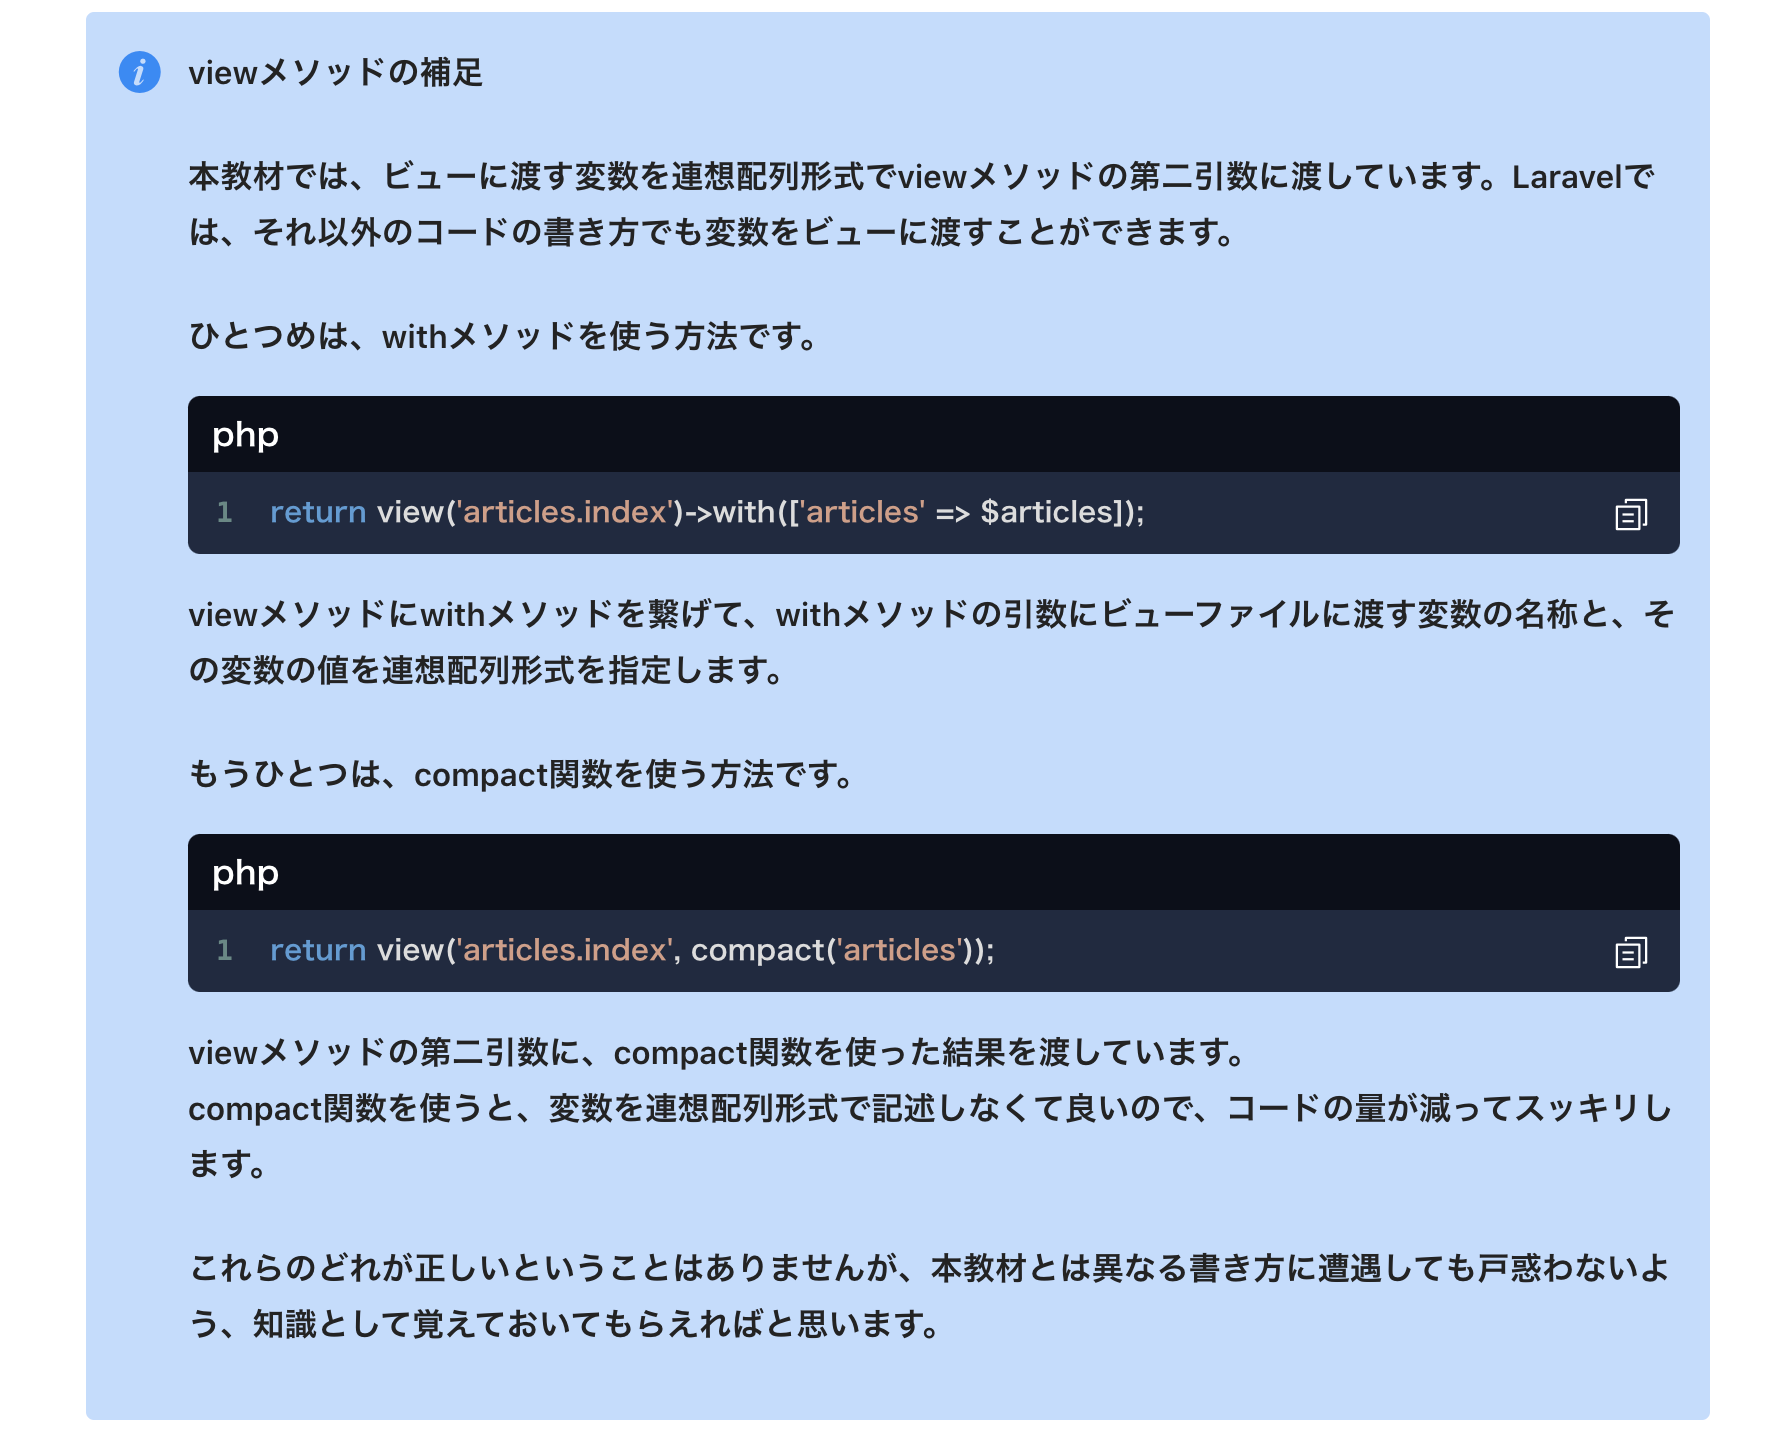 viewメソッドの補足
本教材では、ビューに渡す変数を連想配列形式でviewメソッドの第二引数に渡しています。Laravelで
は、それ以外のコードの書き方でも変数をビューに渡すことができます。
ひとつめは、withメソッドを使う方法です。
php
1 return view('articles.index')->with(['articles' => $articles]);
viewメソッドにwithメソッドを繋げて、withメソッドの引数にビューファイルに渡す変数の名称と、そ
の変数の値を連想配列形式を指定します。
もうひとつは、compact関数を使う方法です。
php
1 return view('articles.index', compact('articles'));
viewメソッドの第二引数に、compact関数を使った結果を渡しています。
compact関数を使うと、変数を連想配列形式で記述しなくて良いので、コードの量が減ってスッキリし
ます。
これらのどれが正しいということはありませんが、本教材とは異なる書き方に遭遇しても戸惑わないよ
う、知識として覚えておいてもらえればと思います。